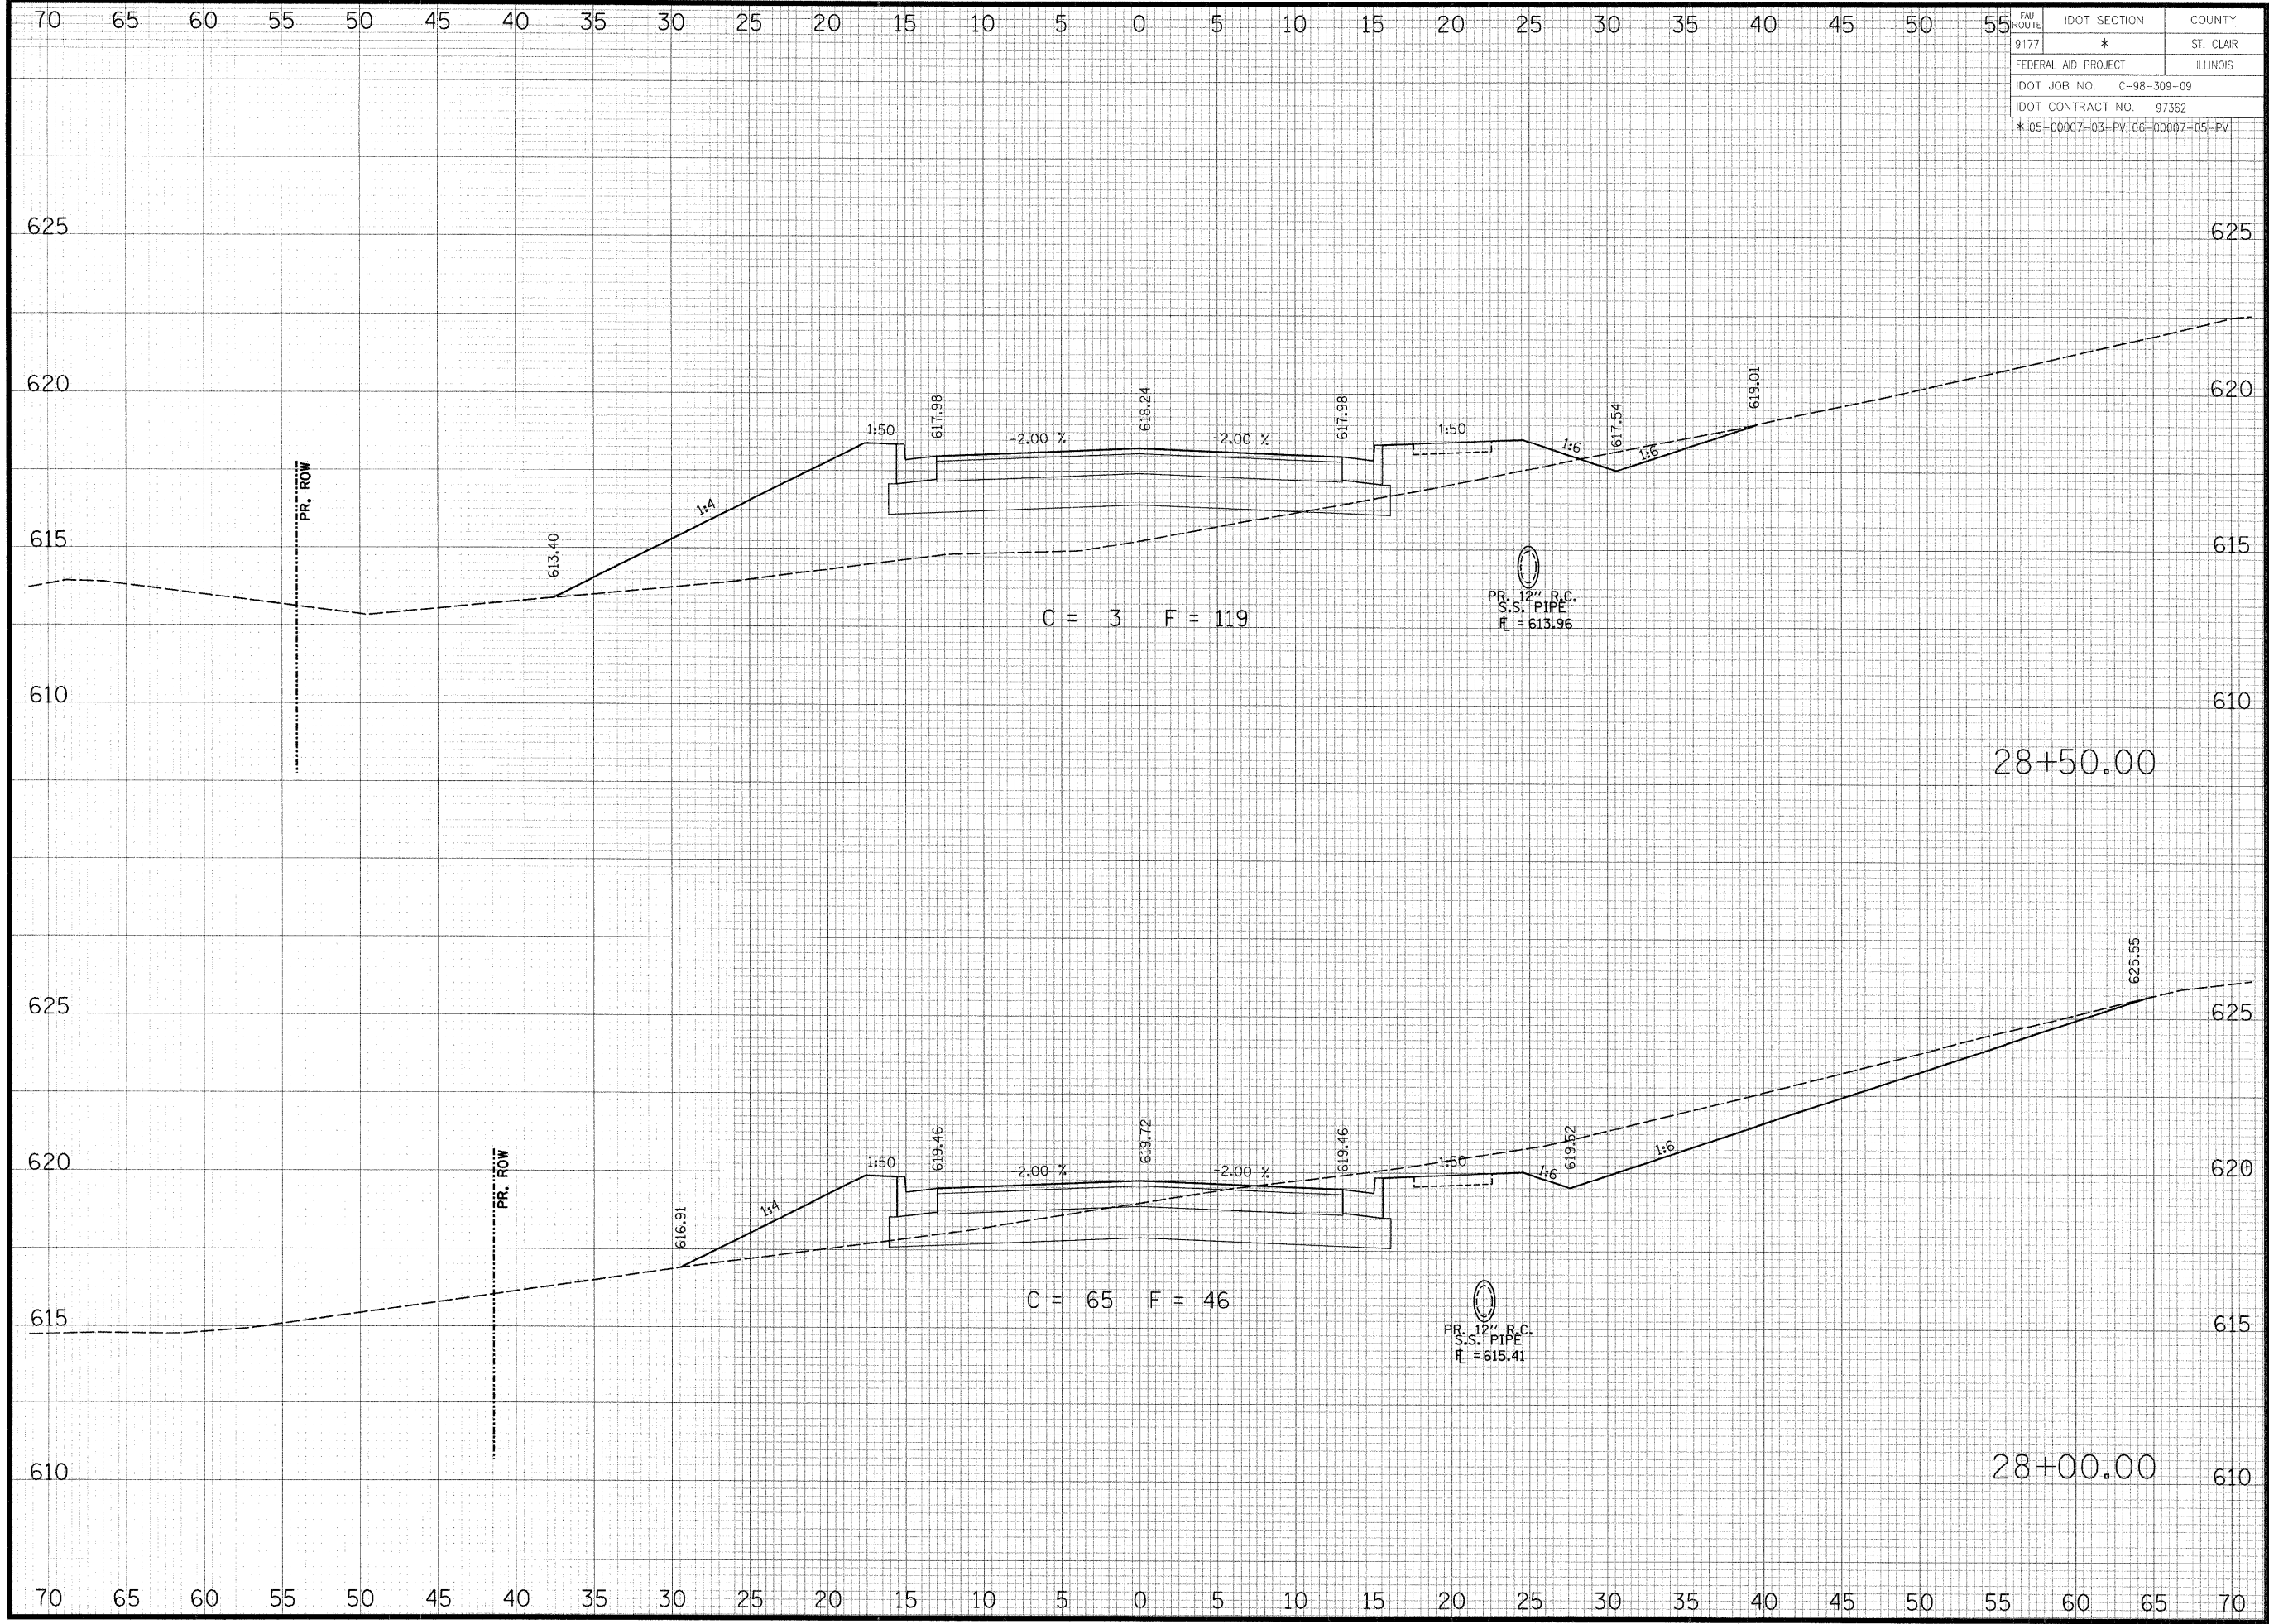 70 65 60 55 50 45 40 35 30 25 20 15 10 5 0 5 10 15 20 25 30 35 40 45 50 55
FAU ROUTE IDOT SECTION COUNTY
9177 * ST. CLAIR
FEDERAL AID PROJECT ILLINOIS
IDOT JOB NO. C-98-309-09
IDOT CONTRACT NO. 97362
* 05-00007-03-PV; 06-00007-05-PV
625 625
620 620
619.01
618.24
617.98 617.98 617.54
1:50 -2.00 % -2.00 % 1:50 1:6 1:6
PR. ROW
1:4
615 615
613.40
PR. 12" R.C.
S.S. PIPE
FL = 613.96
C = 3 F = 119
610 610
28+50.00
625.55
625 625
620 620
619.46 619.72 619.46 619.52
1:50 -2.00 % -2.00 % 1:50 1:6 1:6
PR. ROW
1:4
616.91
C = 65 F = 46
615 615
PR. 12" R.C.
S.S. PIPE
FL = 615.41
28+00.00
610 610
70 65 60 55 50 45 40 35 30 25 20 15 10 5 0 5 10 15 20 25 30 35 40 45 50 55 60 65 70